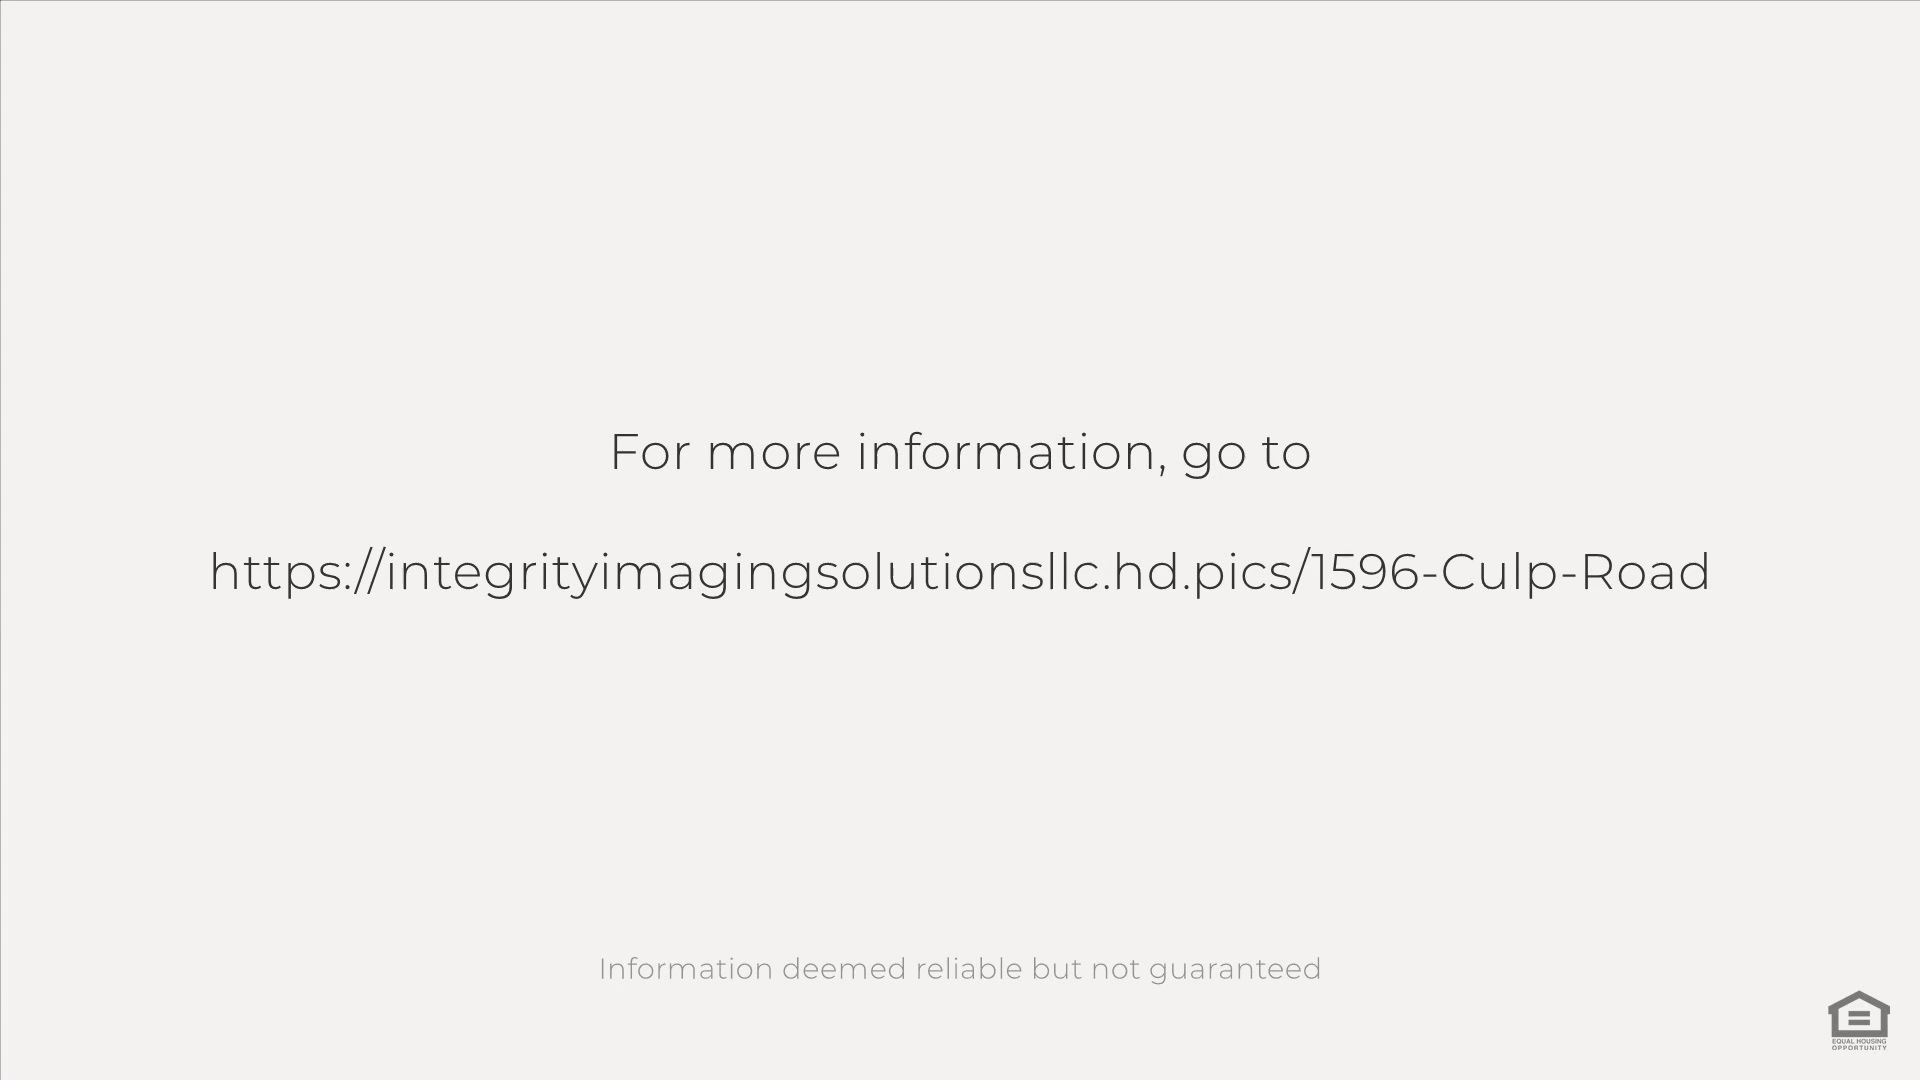 For more information, go to
https://integrityimagingsolutionsllc.hd.pics/1596-Culp-Road
Information deemed reliable but not guaranteed
EQUAL HOUSING
OPPORTUNITY